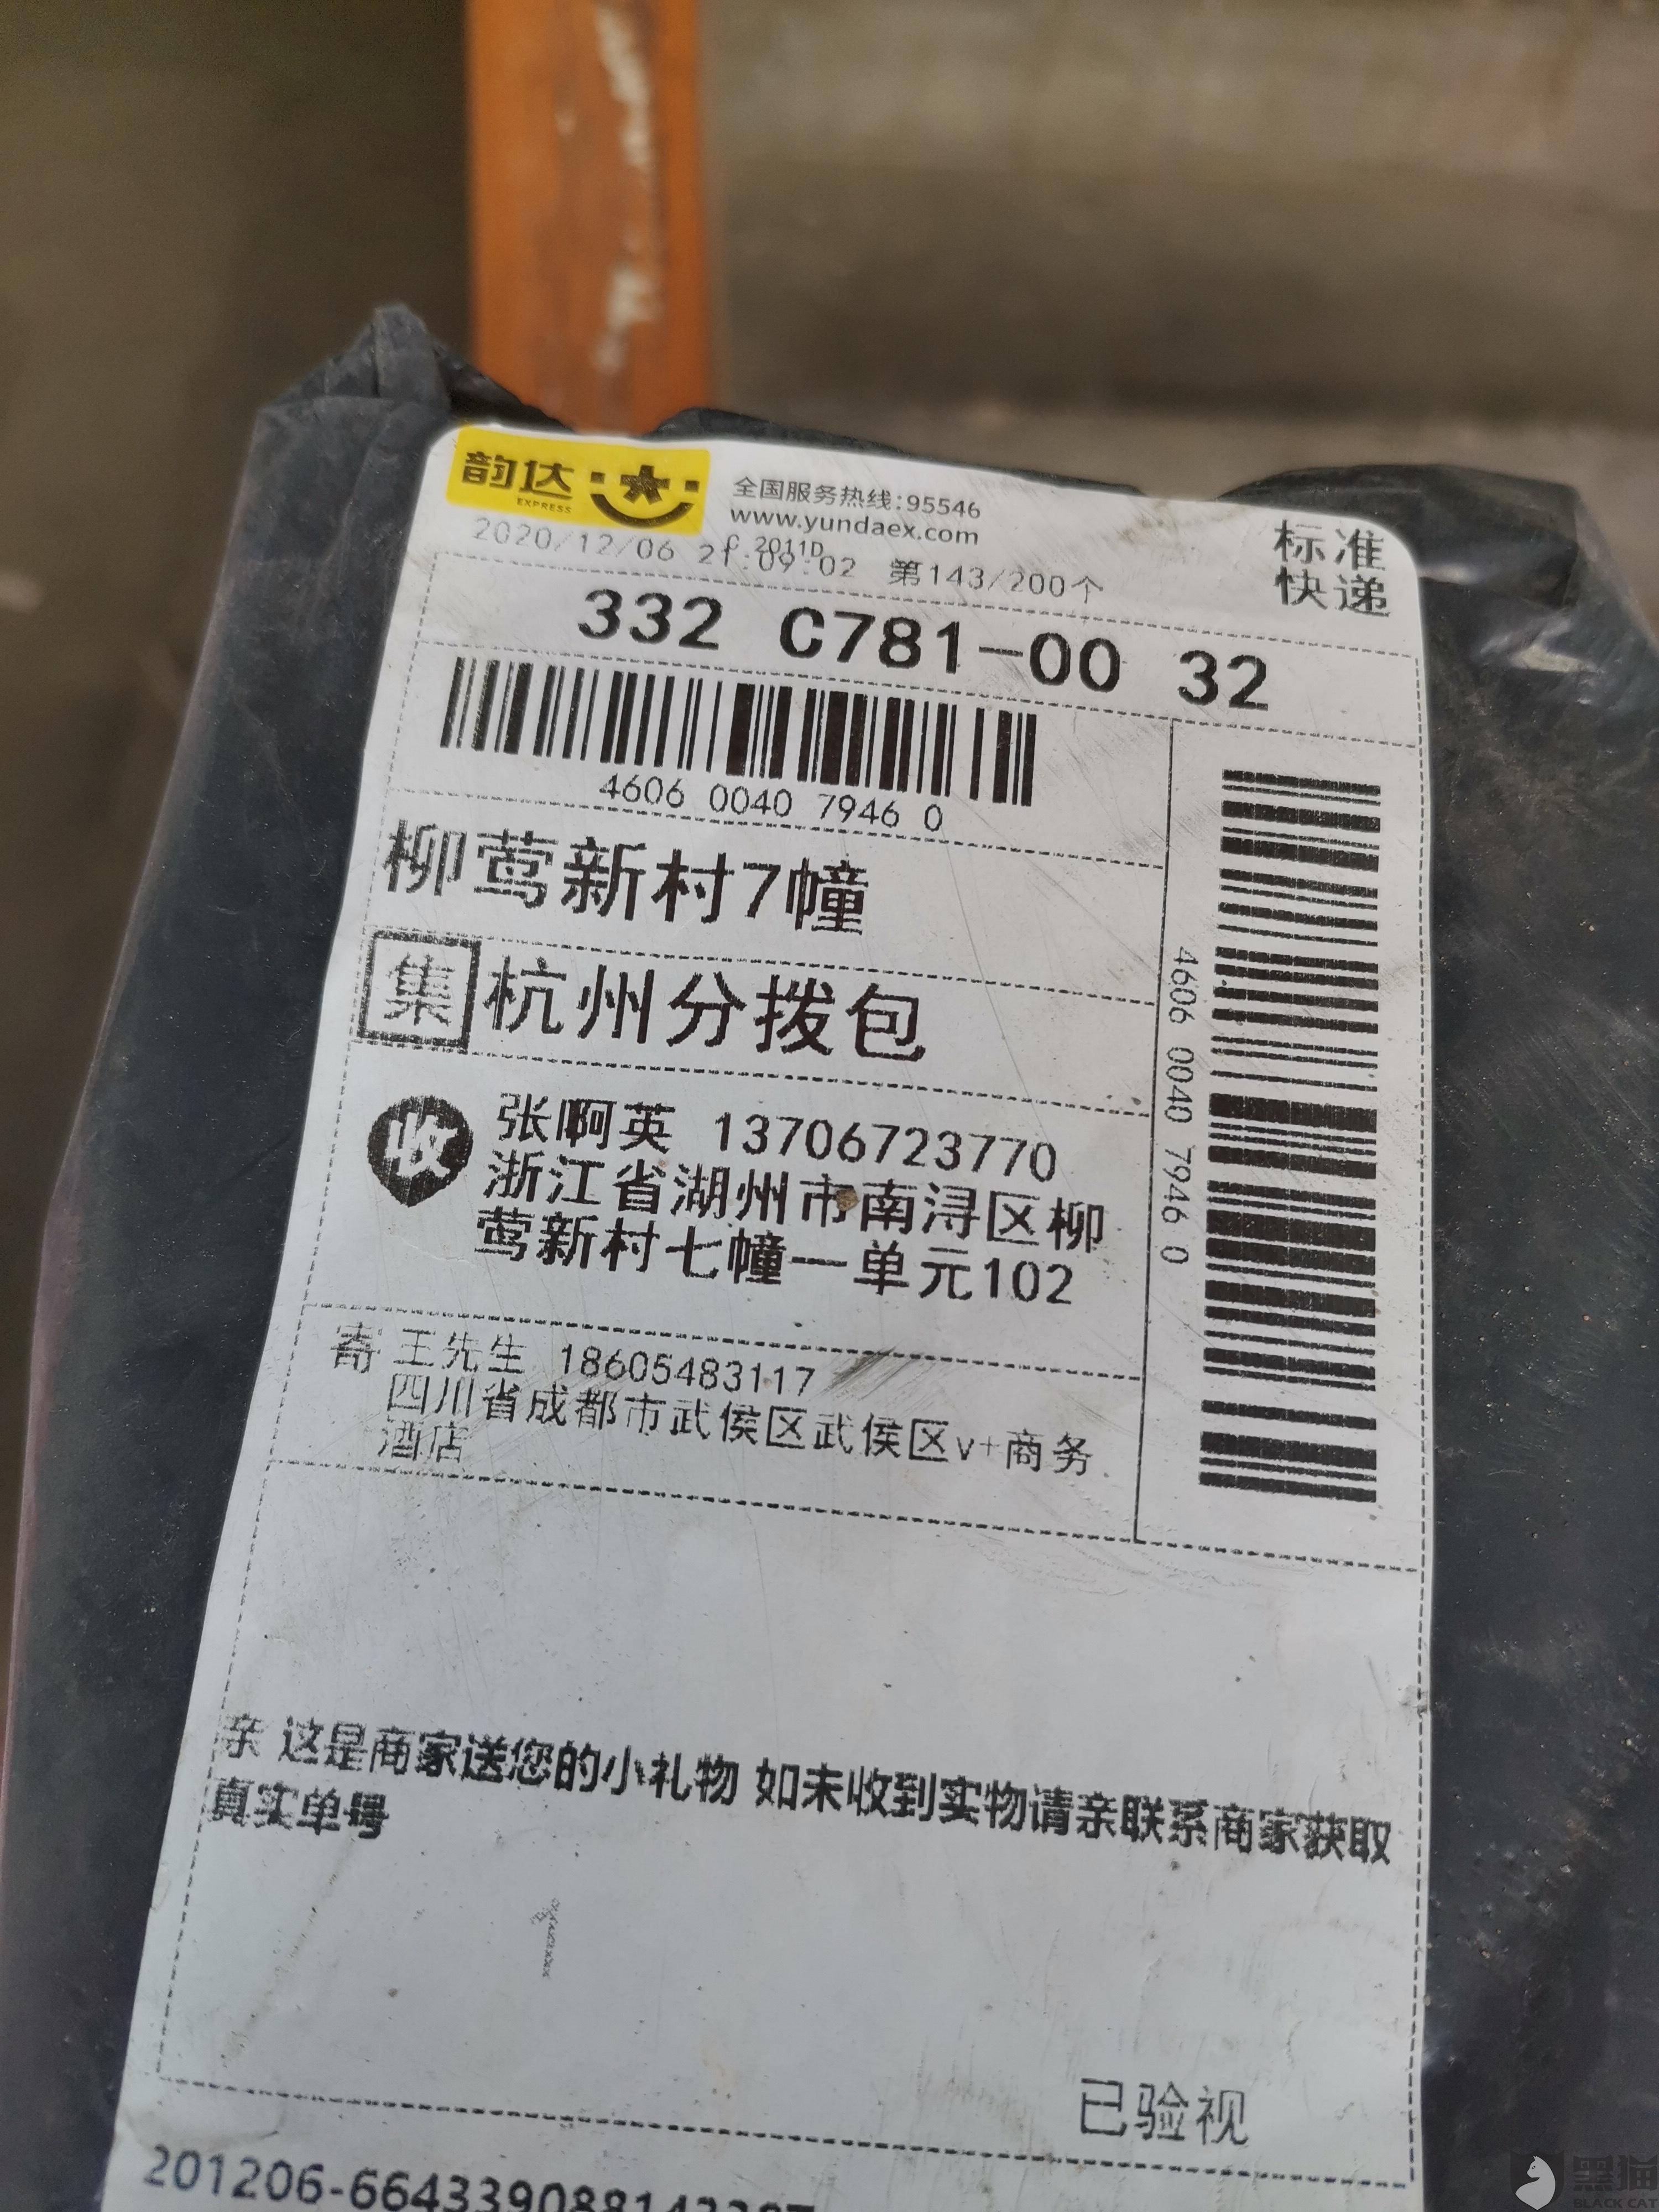 韵达
EXPRESS
全国服务热线:95546
www.yundaex.com
C 2011D
2020/12/06 21:09:02 第143/200个
标准
快递
332 C781-00 32
4606 0040 7946 0
柳莺新村7幢
集 杭州分拨包
4606 0040 7946 0
收 张啊英 13706723770
浙江省湖州市南浔区柳
莺新村七幢一单元102
寄 王先生 18605483117
四川省成都市武侯区武侯区v+商务
酒店
亲 这是商家送您的小礼物 如未收到实物请亲联系商家获取
真实单号
已验视
黑猫
BLACK CAT